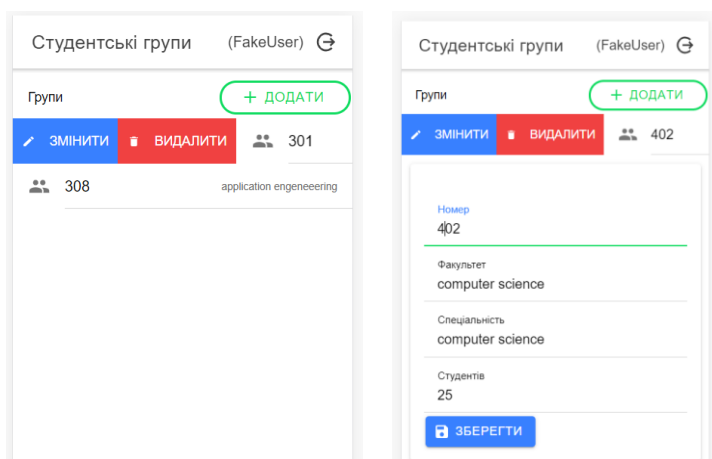 Студентські групи (FakeUser)
Групи + ДОДАТИ
ЗМІНИТИ ВИДАЛИТИ 301
308 application engeneeering
Студентські групи (FakeUser)
Групи + ДОДАТИ
ЗМІНИТИ ВИДАЛИТИ 402
Номер
402
Факультет
computer science
Спеціальність
computer science
Студентів
25
ЗБЕРЕГТИ